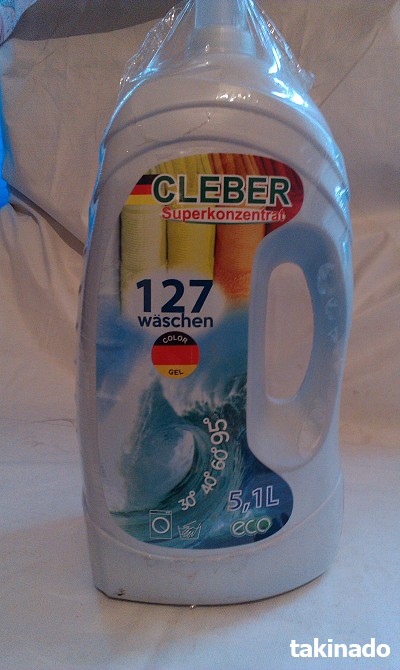 CLEBER
Superkonzentrat
127
wäschen
COLOR
GEL
30° 40° 60° 95°
5,1L
eco
takinado